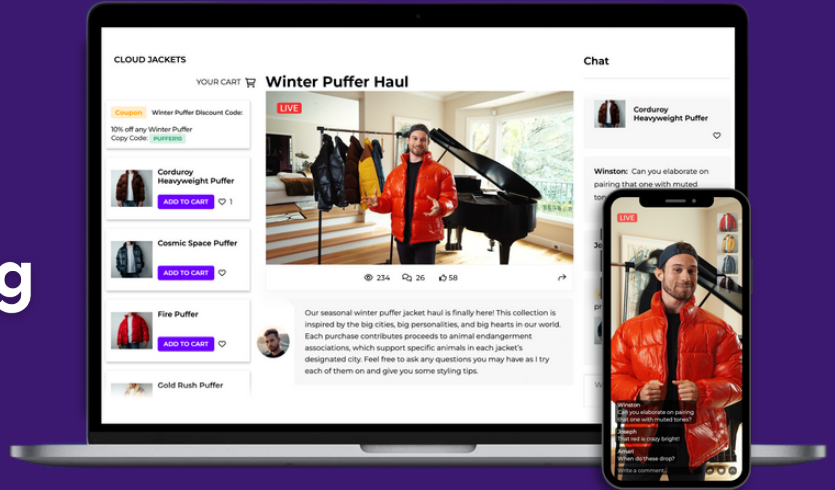 g
CLOUD JACKETS
YOUR CART
Coupon Winter Puffer Discount Code:
10% off any Winter Puffer
Copy Code: PUFFER10
Corduroy
Heavyweight Puffer
ADD TO CART 1
Cosmic Space Puffer
ADD TO CART
Fire Puffer
ADD TO CART
Gold Rush Puffer
Winter Puffer Haul
LIVE
234 26 58
Our seasonal winter puffer jacket haul is finally here! This collection is
inspired by the big cities, big personalities, and big hearts in our world.
Each purchase contributes proceeds to animal endangerment
associations, which support specific animals in each jacket's
designated city. Feel free to ask any questions you may have as I try
each of them on and give you some styling tips.
Chat
Corduroy
Heavyweight Puffer
Winston: Can you elaborate on
pairing that one with muted
LIVE
Winston
Can you elaborate on pairing
that one with muted tones?
Joseph
That red is crazy bright!
Amari
When do these drop?
Write a comment...